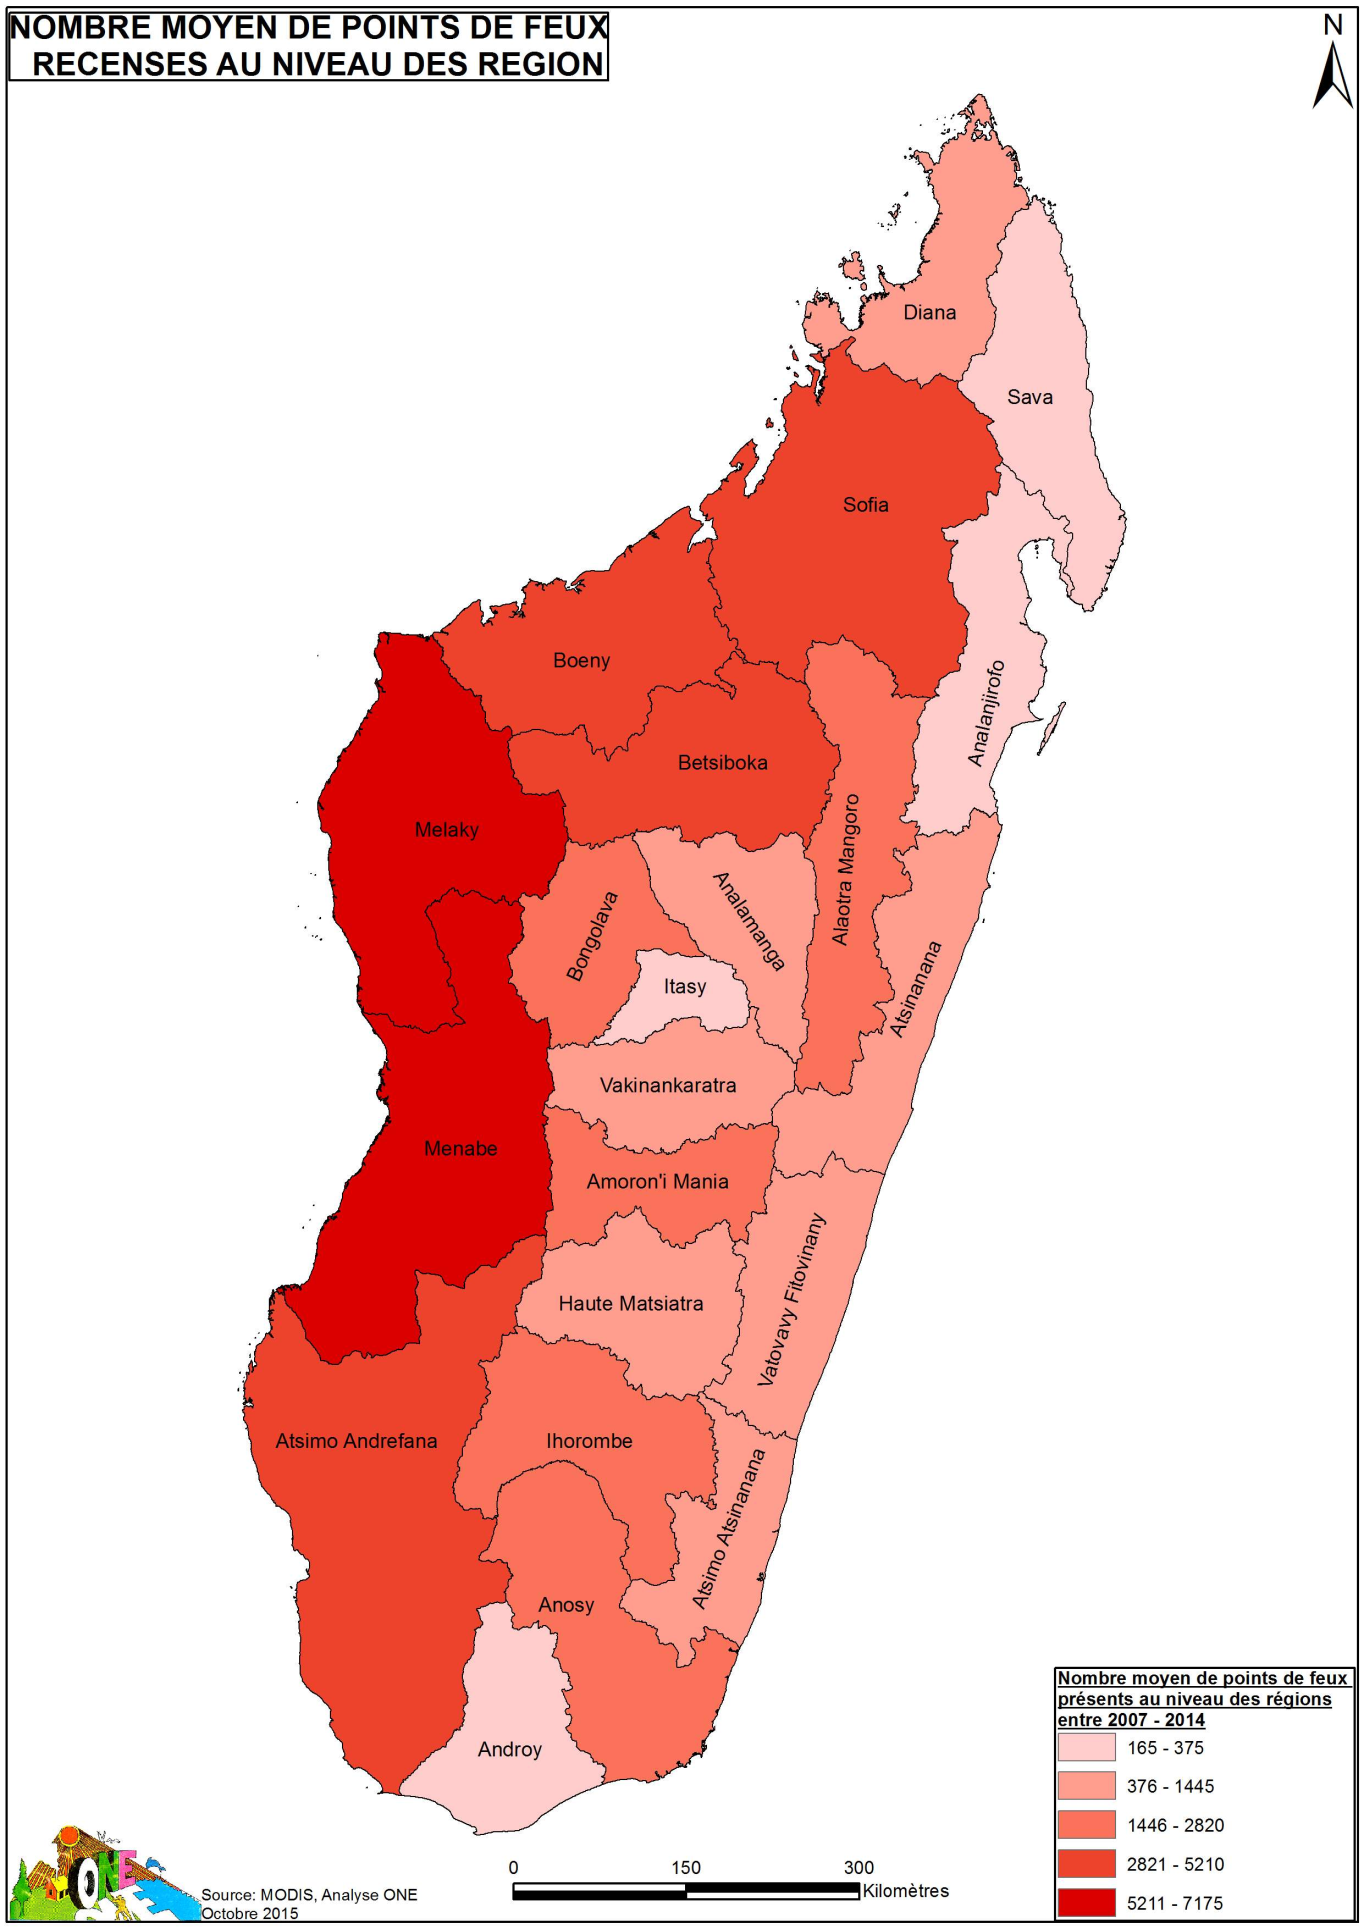 NOMBRE MOYEN DE POINTS DE FEUX
RECENSES AU NIVEAU DES REGION
N
Diana
Sava
Sofia
Boeny
Analanjirofo
Betsiboka
Melaky
Alaotra Mangoro
Analamanga
Bongolava
Itasy
Atsinanana
Vakinankaratra
Menabe
Amoron'i Mania
Vatovavy Fitovinany
Haute Matsiatra
Atsimo Andrefana
Ihorombe
Atsimo Atsinanana
Anosy
Androy
Nombre moyen de points de feux
présents au niveau des régions
entre 2007 - 2014
165 - 375
376 - 1445
1446 - 2820
2821 - 5210
5211 - 7175
ONE
Source: MODIS, Analyse ONE
Octobre 2015
0 150 300
Kilomètres